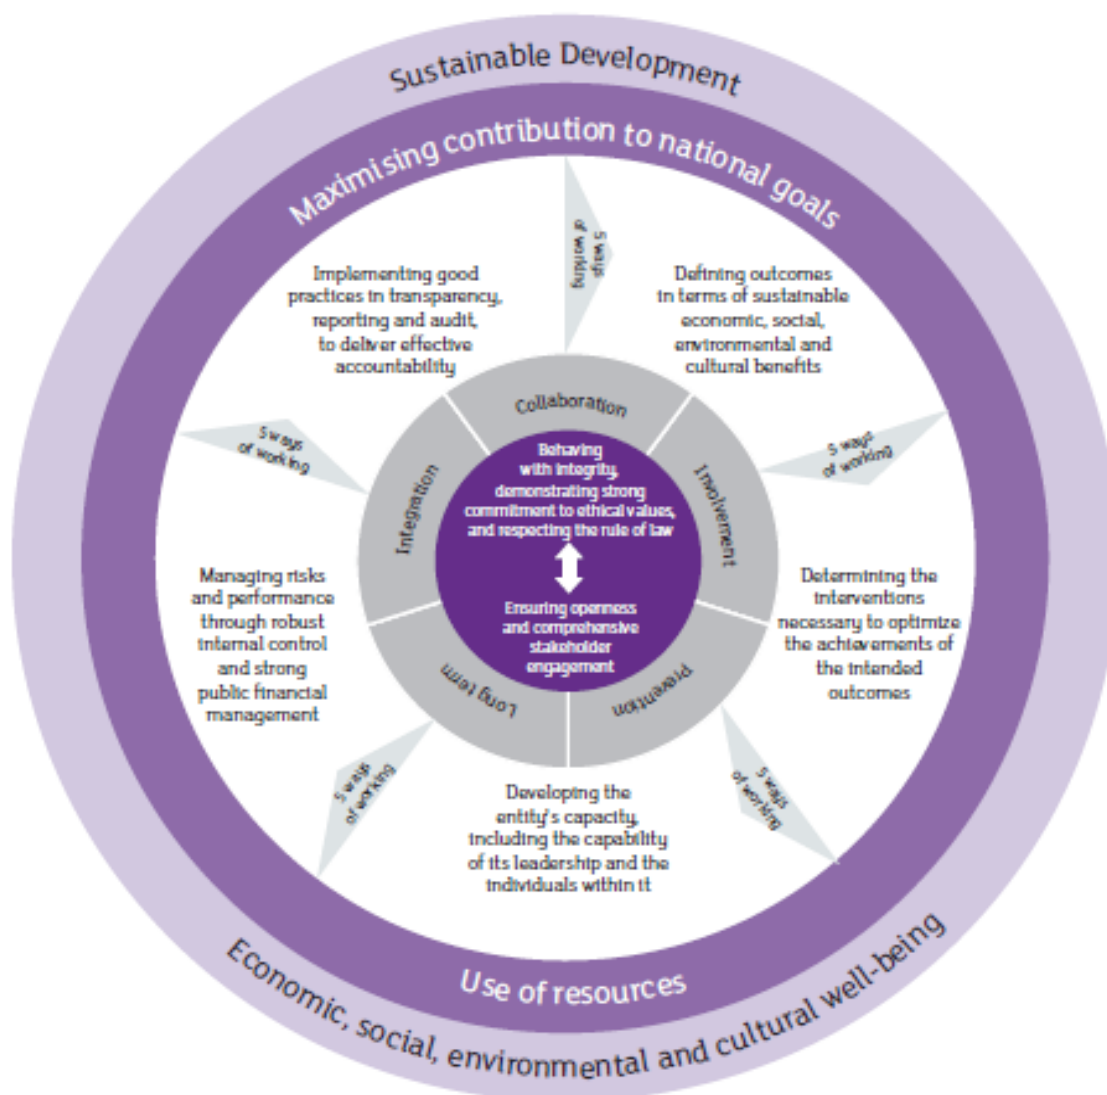 Sustainable Development
Maximising contribution to national goals
5 ways
of working
Implementing good
practices in transparency,
reporting and audit,
to deliver effective
accountability
Defining outcomes
in terms of sustainable
economic, social,
environmental and
cultural benefits
Collaboration
5 ways
of working
5 ways
of working
Integration
Involvement
Behaving
with integrity,
demonstrating strong
commitment to ethical values,
and respecting the rule of law
Ensuring openness
and comprehensive
stakeholder
engagement
Managing risks
and performance
through robust
internal control
and strong
public financial
management
Determining the
interventions
necessary to optimize
the achievements of
the intended
outcomes
Long term
Prevention
5 ways
of working
5 ways
of working
Developing the
entity's capacity,
including the capability
of its leadership and the
individuals within it
Use of resources
Economic, social, environmental and cultural well-being